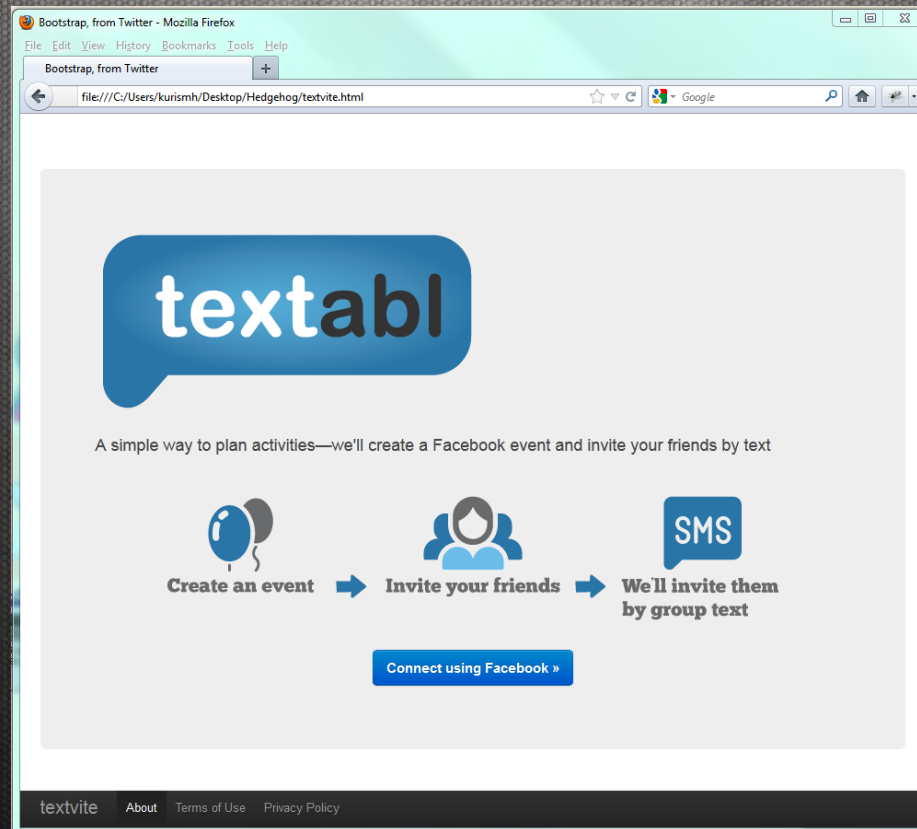 Bootstrap, from Twitter - Mozilla Firefox
File Edit View History Bookmarks Tools Help
Bootstrap, from Twitter +
file:///C:/Users/kurismh/Desktop/Hedgehog/textvite.html Google
textabl
A simple way to plan activities—we'll create a Facebook event and invite your friends by text
SMS
Create an event Invite your friends We'll invite them
by group text
Connect using Facebook »
textvite About Terms of Use Privacy Policy